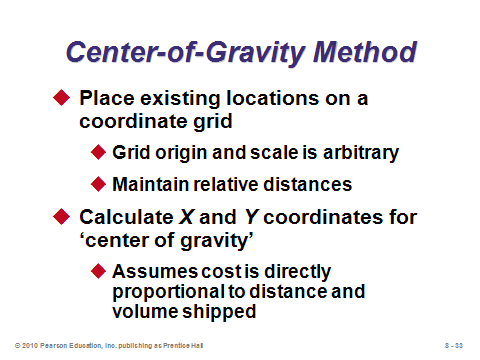 Center-of-Gravity Method
◆ Place existing locations on a
coordinate grid
◆ Grid origin and scale is arbitrary
◆ Maintain relative distances
◆ Calculate X and Y coordinates for
‘center of gravity’
◆ Assumes cost is directly
proportional to distance and
volume shipped
© 2010 Pearson Education, Inc. publishing as Prentice Hall
8 - 33